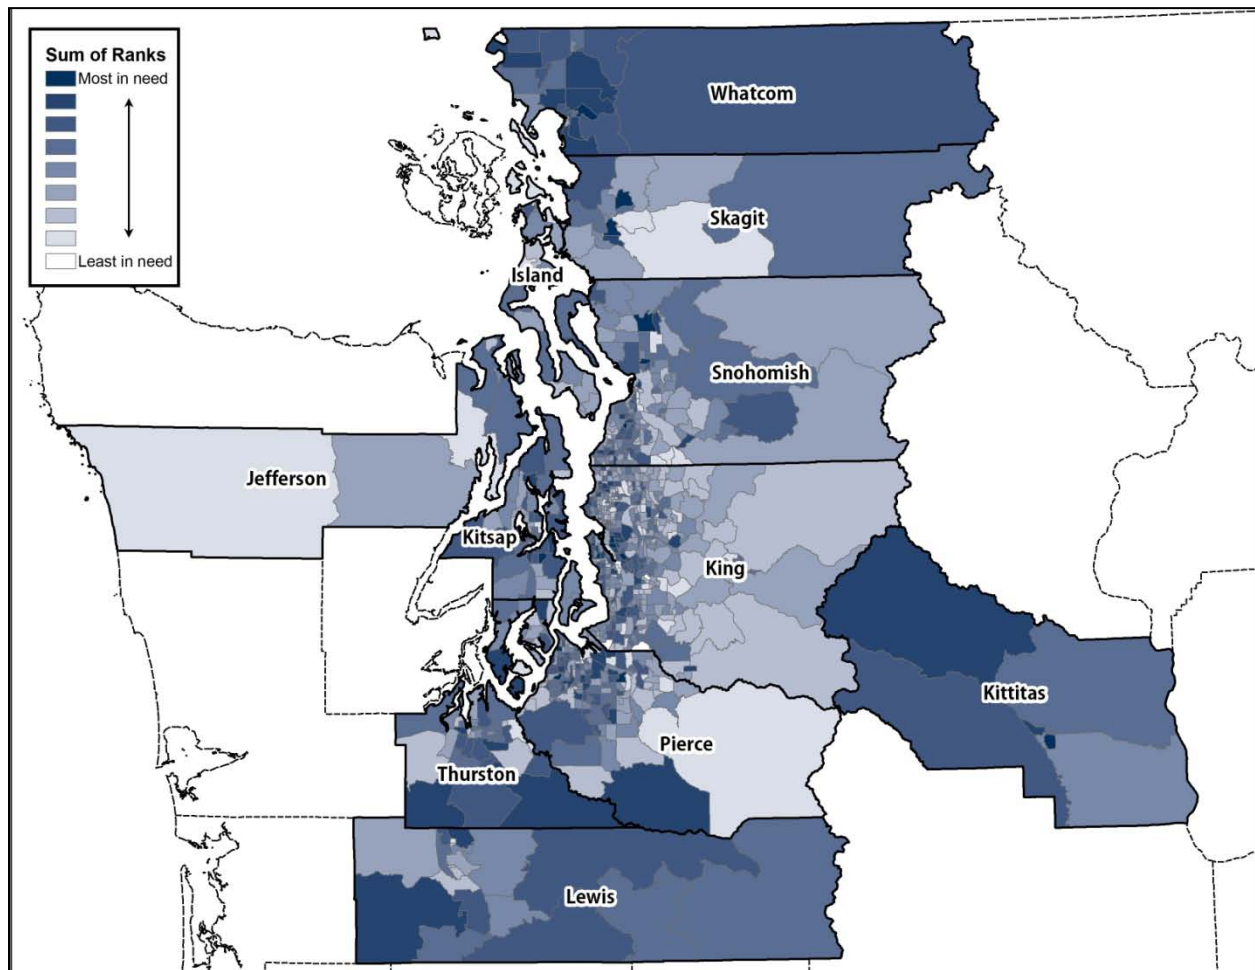 Sum of Ranks
Most in need
Least in need
Whatcom
Skagit
Island
Snohomish
Jefferson
Kitsap
King
Kittitas
Pierce
Thurston
Lewis